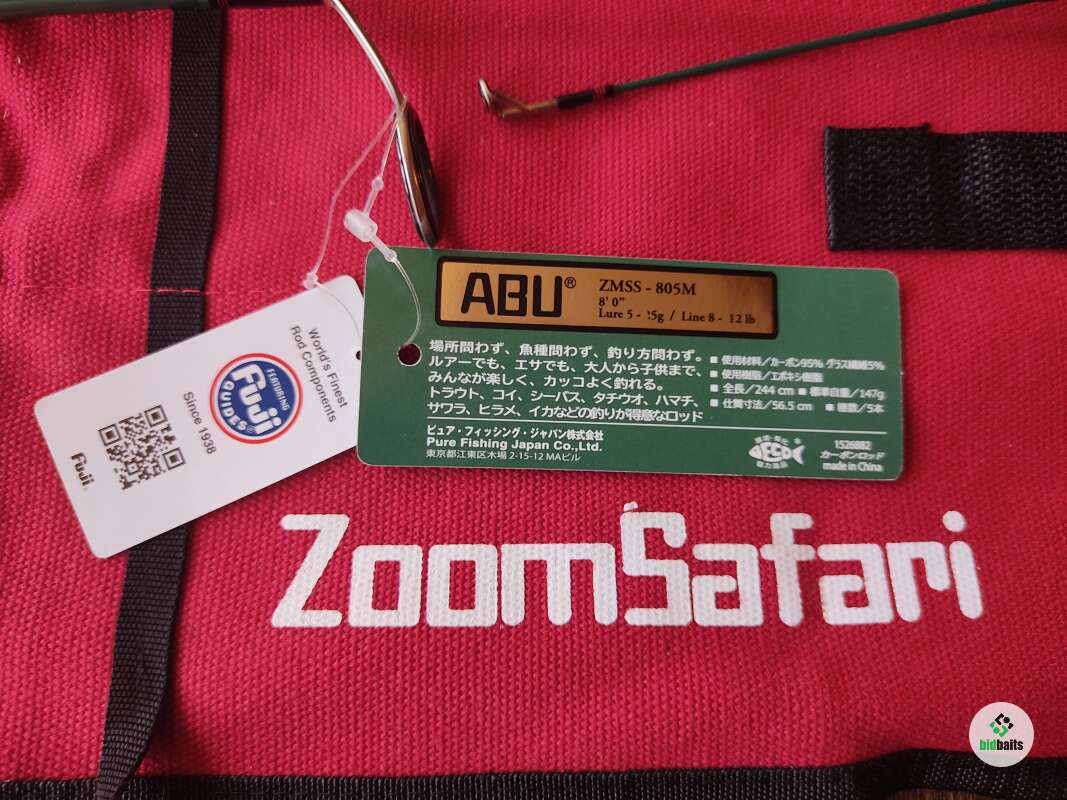 World's Finest
Rod Components
FEATURING
Fuji
GUIDES®
Since 1938
Fuji
ABU®
ZMSS - 805M
8' 0"
Lure 5 - 5g / Line 8 - 12 lb
場所問わず、魚種問わず、釣り方問わず。
ルアーでも、エサでも、大人から子供まで、
みんなが楽しく、カッコよく釣れる。
トラウト、コイ、シーバス、タチウオ、ハマチ、
サワラ、ヒラメ、イカなどの釣りが得意なロッド
■ 使用材料/カーボン95% グラス繊維5%
■ 使用樹脂/エポキシ樹脂
■ 全長/244 cm ■ 標準自重/147g
■ 仕舞寸法/56.5 cm ■ 継数/5本
ピュア・フィッシング・ジャパン株式会社
Pure Fishing Japan Co.,Ltd.
東京都江東区木場 2-15-12 MAビル
ECO
協力商品
1526882
カーボンロッド
made in China
ZoomSafari
bidbaits